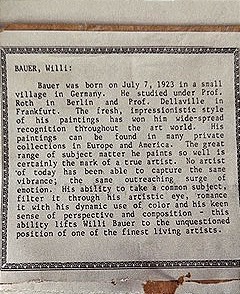 BAUER, Willi:
Bauer was born on July 7, 1923 in a small
village in Germany. He studied under Prof.
Roth in Berlin and Prof. Dellaville in
Frankfurt. The fresh, impressionistic style
of his paintings has won him wide-spread
recognition throughout the art world. His
paintings can be found in many private
collections in Europe and America. The great
range of subject matter he paints so well is
certainly the mark of a true artist. No artist
of today has been able to capture the same
vibrance; the same outreaching surge of
emotion. His ability to take a common subject,
filter it through his artistic eye, romance
it with his dynamic use of color and his keen
sense of perspective and composition - this
ability lifts Willi Bauer to the unquestioned
position of one of the finest living artists.